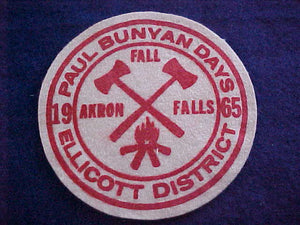 PAUL BUNYAN DAYS
FALL
19 AKRON FALLS 65
ELLICOTT DISTRICT